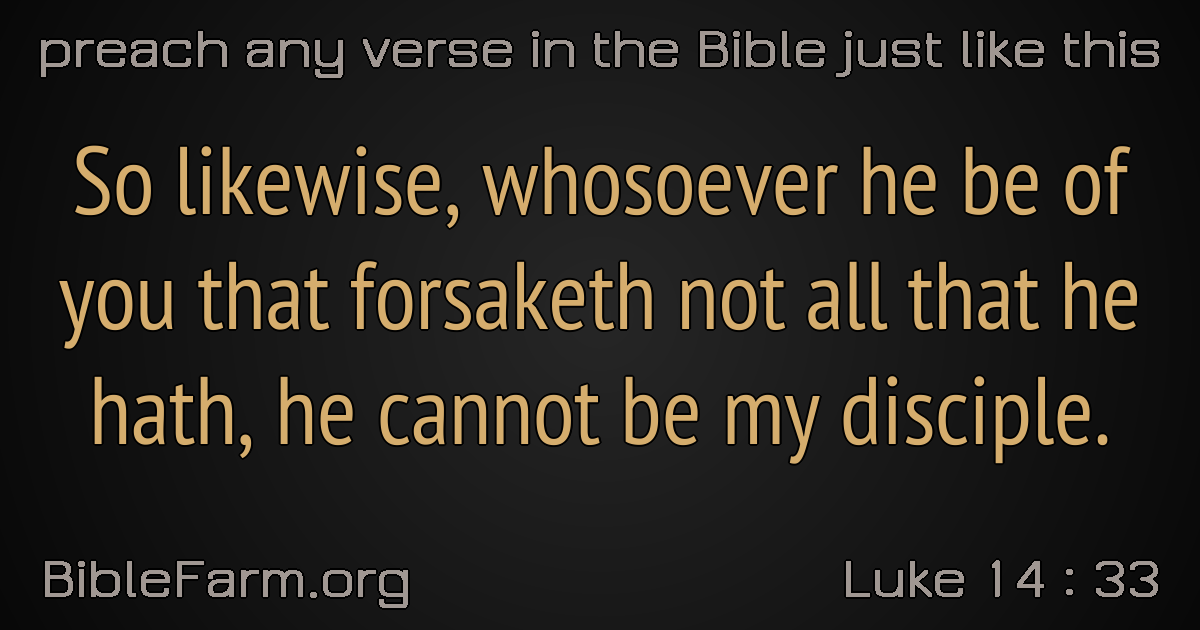 preach any verse in the Bible just like this
So likewise, whosoever he be of
you that forsaketh not all that he
hath, he cannot be my disciple.
BibleFarm.org
Luke 14 : 33